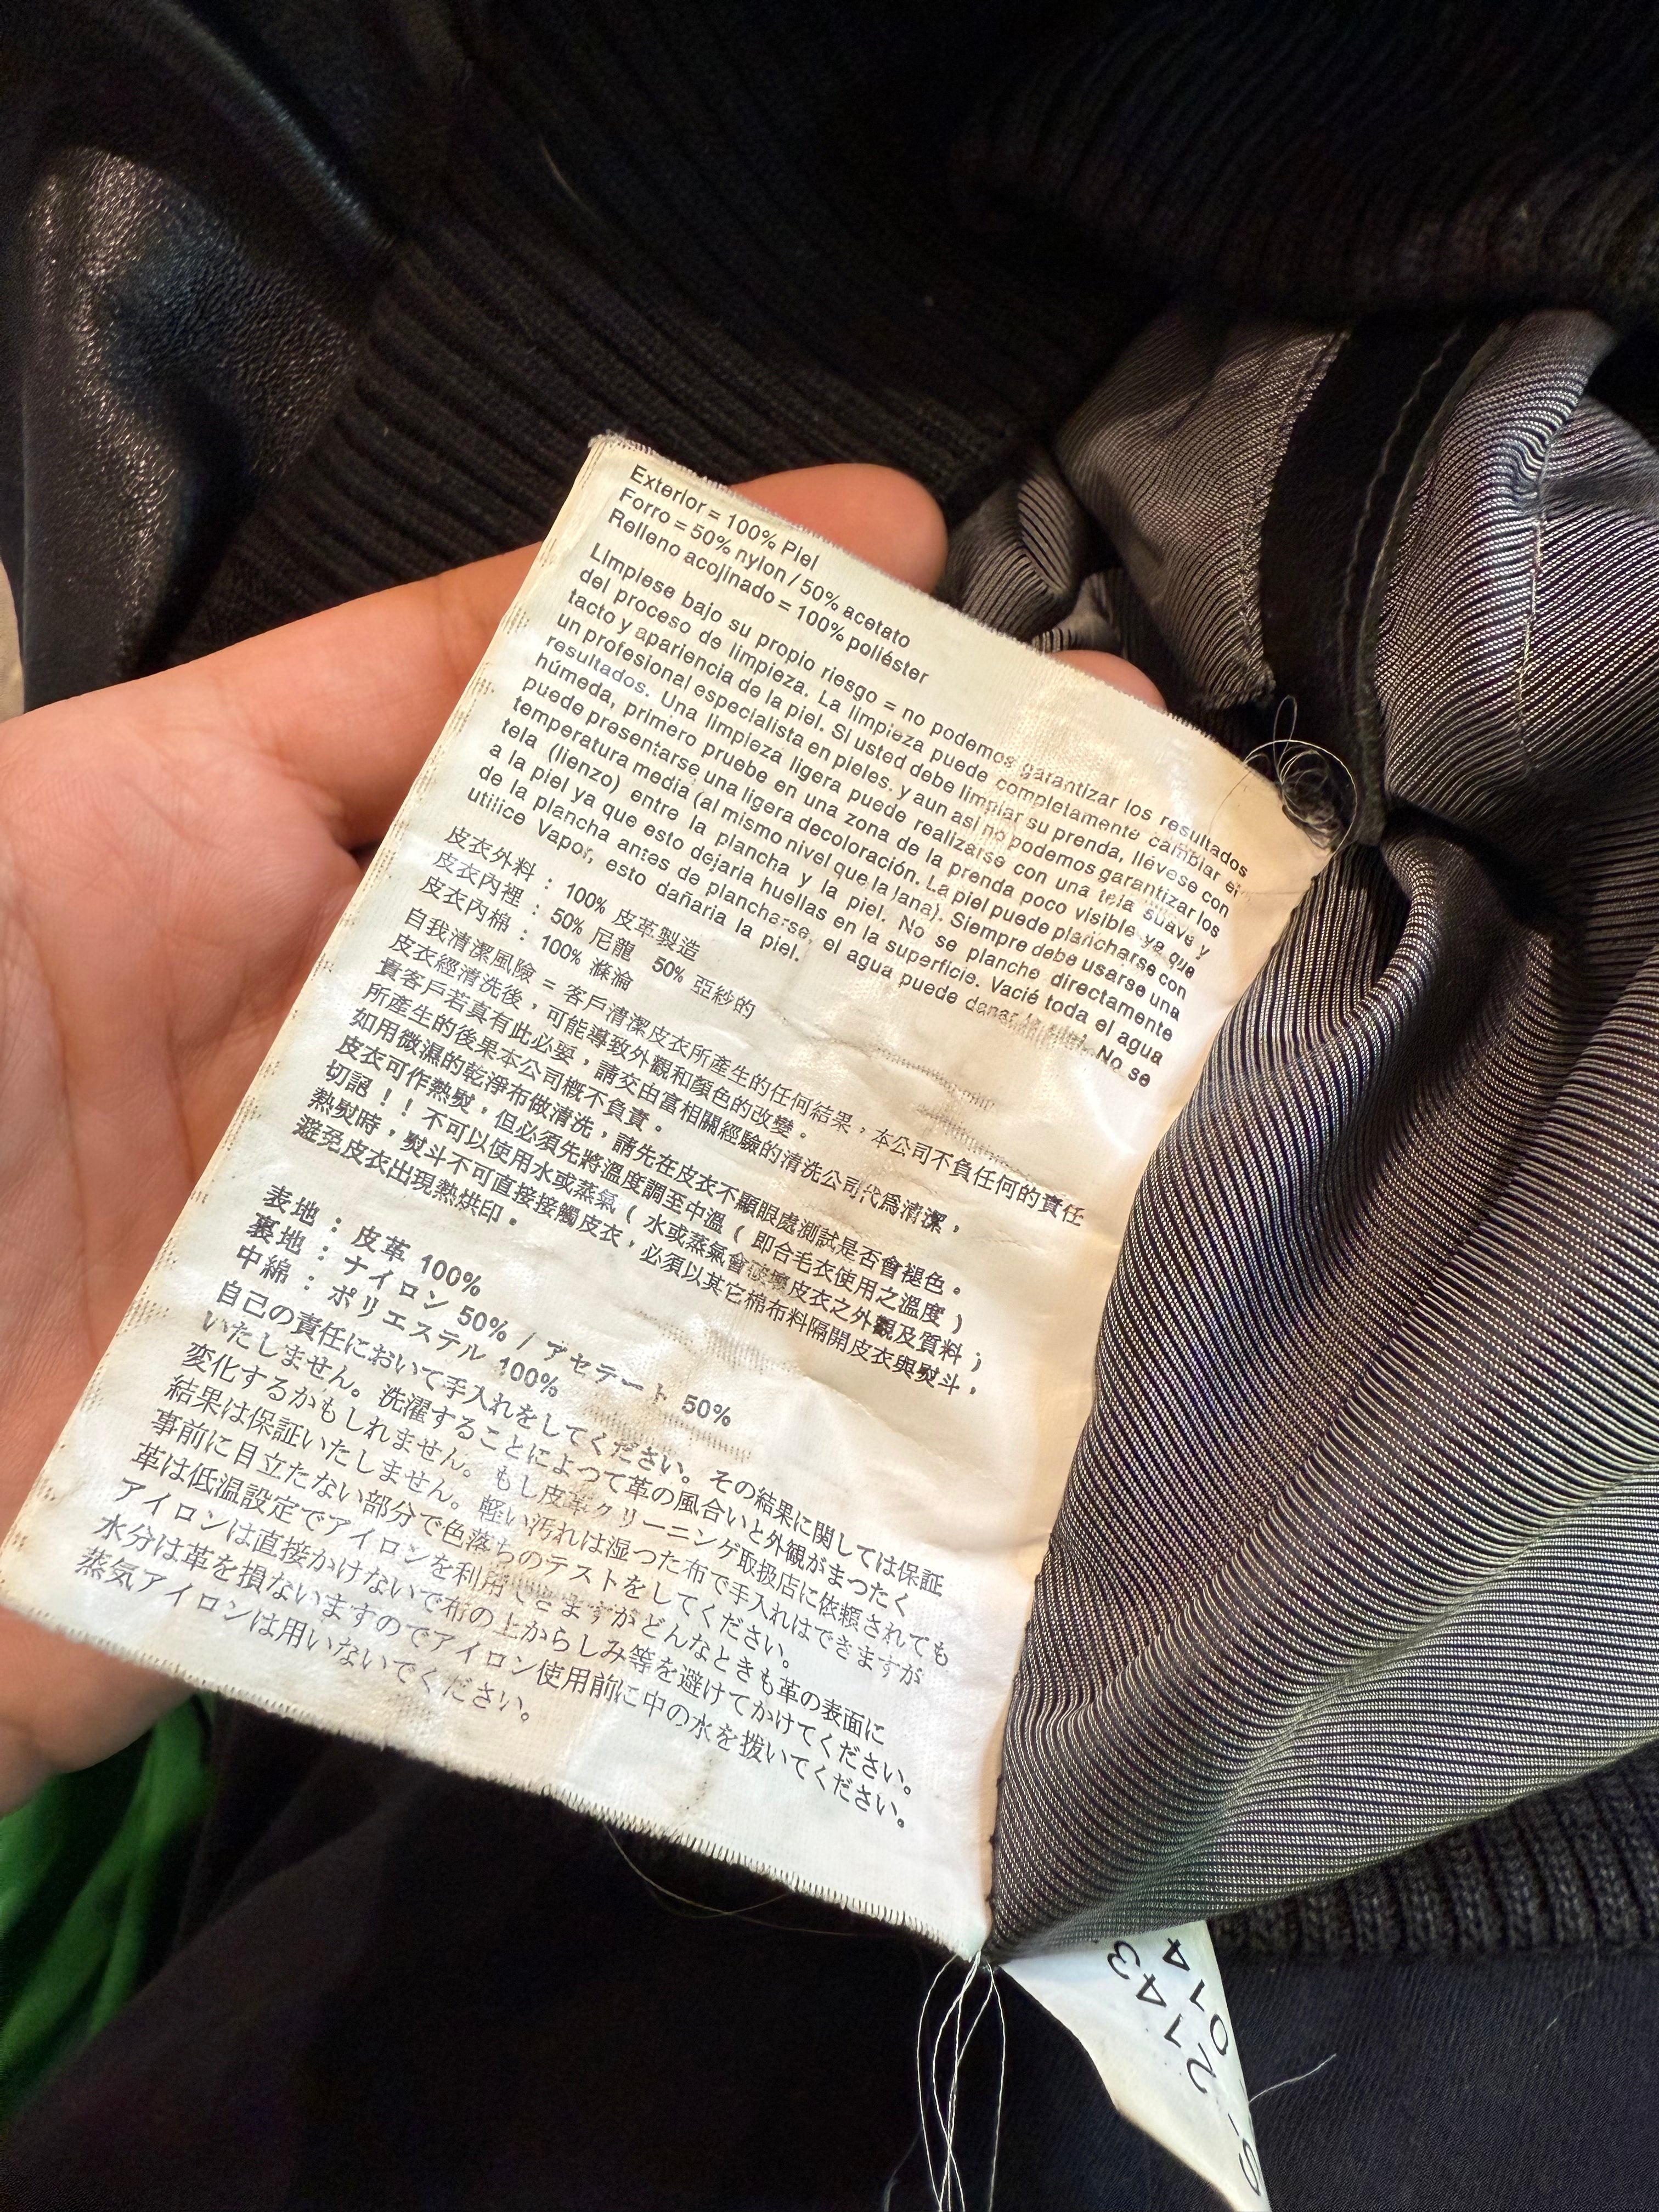 Exterior = 100% Piel
Forro = 50% nylon / 50% acetato
Relleno acojinado = 100% poliéster
Límpiese bajo su propio riesgo = no podemos garantizar los resultados
del proceso de limpieza. La limpieza puede completamente cambiar el
tacto y apariencia de la piel. Si usted debe limpiar su prenda, llévese con
un profesional especialista en pieles, y aun así no podemos garantizar los
resultados. Una limpieza ligera puede realizarse con una tela suave y
húmeda, primero pruebe en una zona de la prenda poco visible ya que
puede presentarse una ligera decoloración. La piel puede plancharse con
temperatura media (al mismo nivel que la lana). Siempre debe usarse una
tela (lienzo) entre la plancha y la piel. No se planche directamente
a la piel ya que esto dejaria huellas en la superficie. Vacié toda el agua
de la plancha antes de plancharse, el agua puede danar la piel. No se
utilice Vapor, esto dañaria la piel.
皮衣外料：100% 皮革製造
皮衣內裡：50% 尼龍 50% 亞紗的
皮衣內棉：100% 滌淪
自我清潔風險 = 客戶清潔皮衣所產生的任何結果，本公司不負任何的責任
皮衣經清洗後，可能導致外觀和顏色的改變。
貴客戶若真有此必要，請交由富相關經驗的清洗公司代爲清潔，
所產生的後果本公司概不負責。
如用微濕的乾淨布做清洗，請先在皮衣不顯眼處測試是否會褪色。
皮衣可作熱熨，但必須先將溫度調至中溫（即合毛衣使用之溫度）
切記！！不可以使用水或蒸氣（水或蒸氣會破壞皮衣之外觀及質料；
熱熨時，熨斗不可直接接觸皮衣，必須以其它棉布料隔開皮衣與熨斗，
避免皮衣出現熱烘印。
表地：皮革 100%
裏地：ナイロン 50% / アセテート 50%
中綿：ポリエステル 100%
自己の責任において手入れをしてください。その結果に関しては保証
いたしません。洗濯することによつて革の風合いと外観がまつたく
変化するかもしれません。もし皮革クリーニング取扱店に依頼されても
結果は保証いたしません。軽い汚れは湿つた布で手入れはできますが
事前に目立たない部分で色落ちのテストをしてください。
革は低温設定でアイロンを利用できますがどんなときも革の表面に
アイロンは直接かけないで布の上からしみ等を避けてかけてください。
水分は革を損ないますのでアイロン使用前に中の水を拨いてください。
蒸気アイロンは用いないでください。